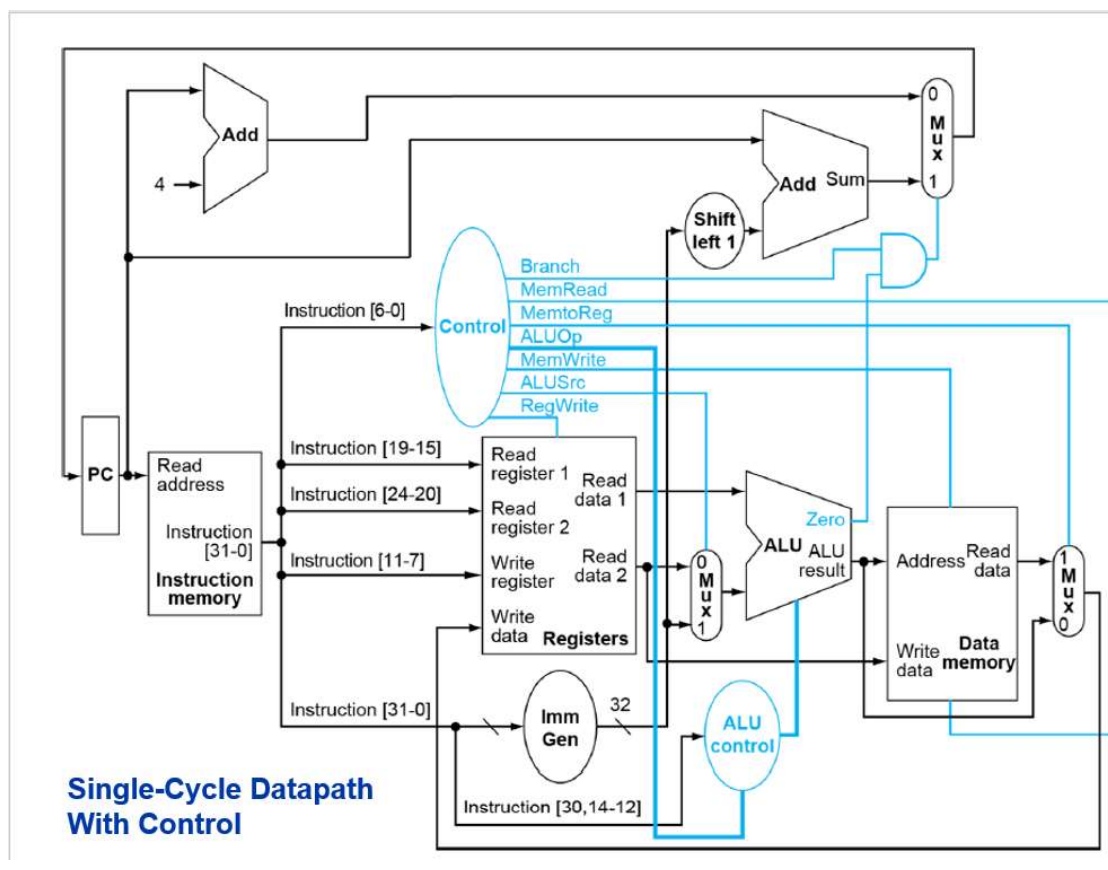 Add
4
0
Mux
1
Add Sum
Shift
left 1
Control
Branch
MemRead
MemtoReg
ALUOp
MemWrite
ALUSrc
RegWrite
Instruction [6-0]
PC
Read
address
Instruction
[31-0]
Instruction
memory
Instruction [19-15]
Instruction [24-20]
Instruction [11-7]
Instruction [31-0]
Read
register 1
Read
register 2
Write
register
Write
data
Read
data 1
Read
data 2
Registers
0
Mux
1
Zero
ALU
ALU
result
Address
Read
data
Write
data
Data
memory
1
Mux
0
Imm
Gen
32
ALU
control
Instruction [30,14-12]
Single-Cycle Datapath
With Control